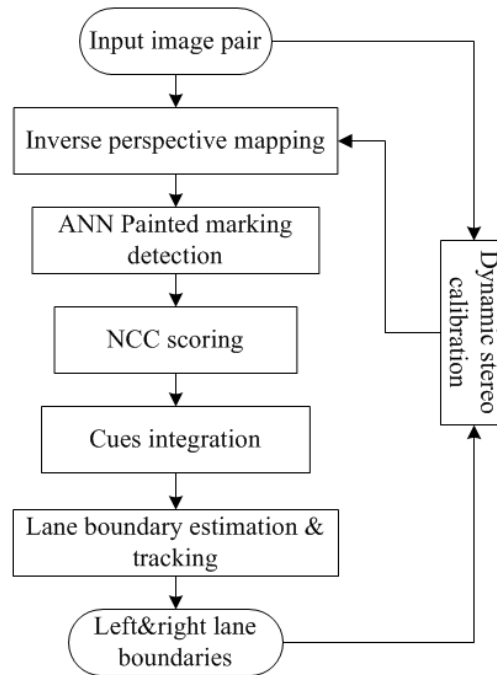 Input image pair
Inverse perspective mapping
ANN Painted marking
detection
NCC scoring
Cues integration
Lane boundary estimation &
tracking
Left&right lane
boundaries
Dynamic stereo
calibration